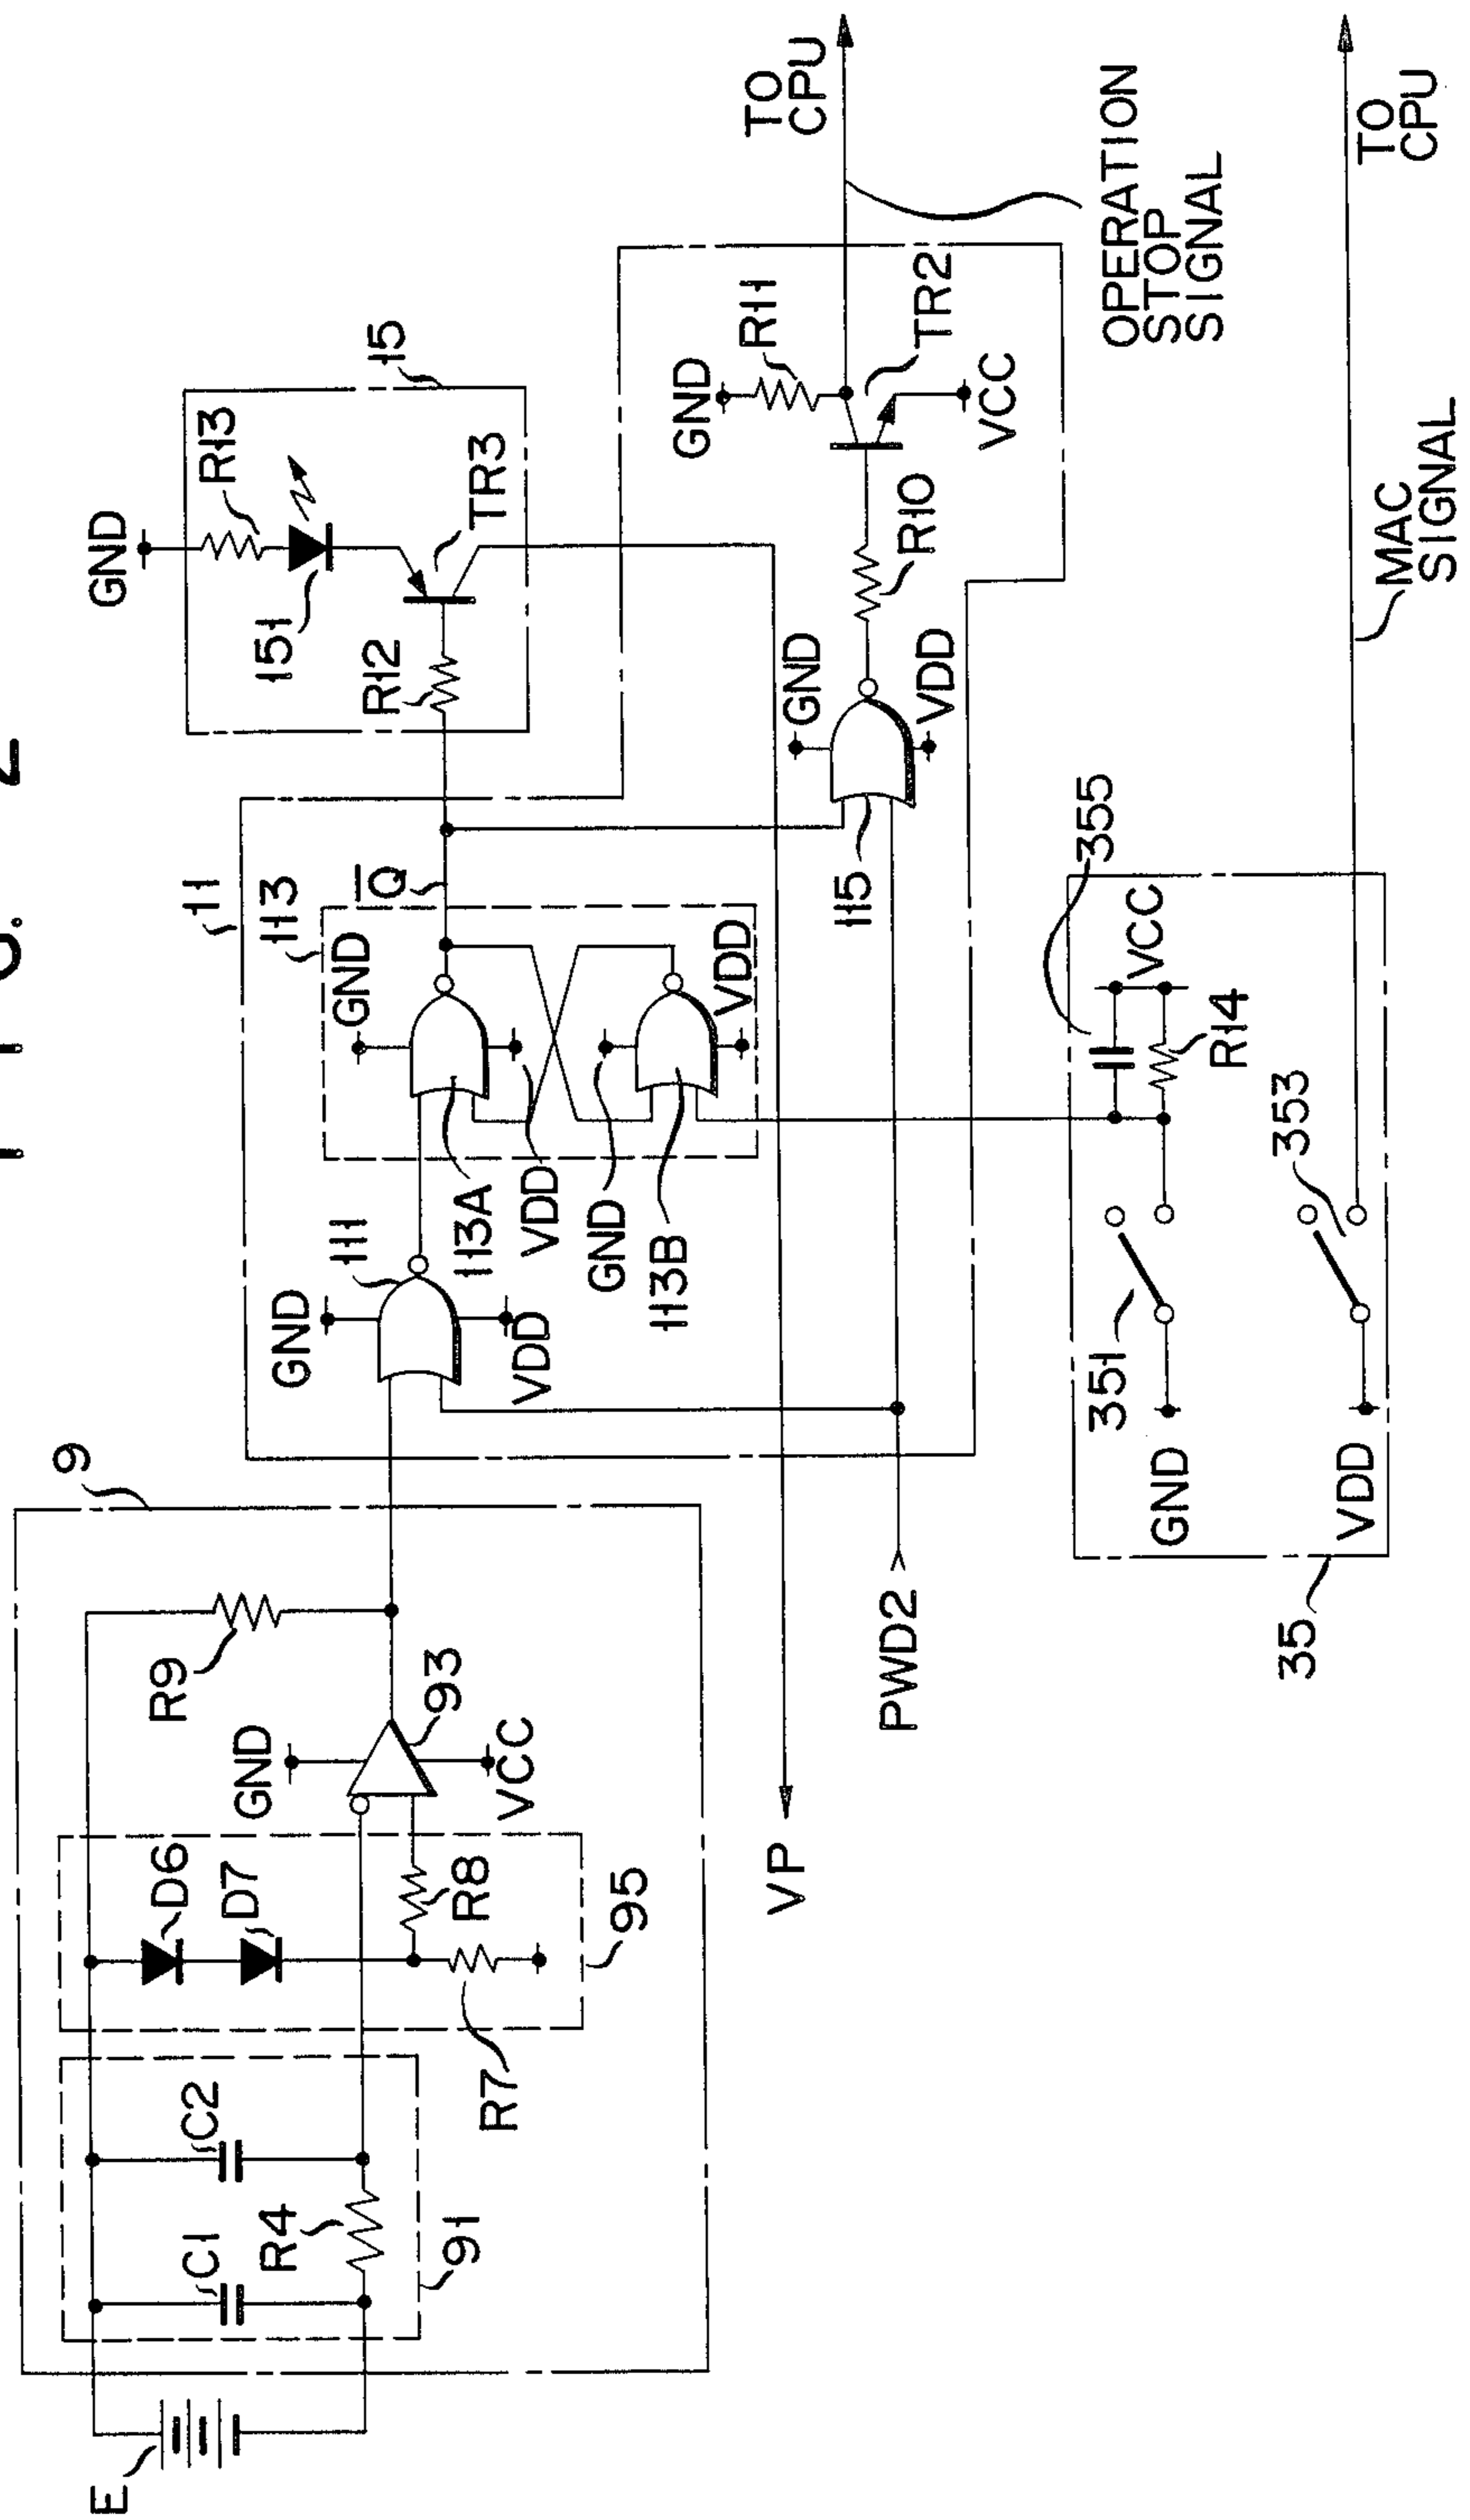 E
C1
C2
R4
91
D6
D7
R7
R8
95
GND
93
VCC
R9
9
VP
PWD2
GND
111
VDD
11
113
GND
113A
VDD
GND
113B
VDD
Q̅
15
GND
R13
151
R12
TR3
115
GND
VDD
R10
GND
R11
TR2
VCC
TO
CPU
OPERATION
STOP
SIGNAL
35
GND
351
355
VCC
R14
VDD
353
MAC
SIGNAL
TO
CPU